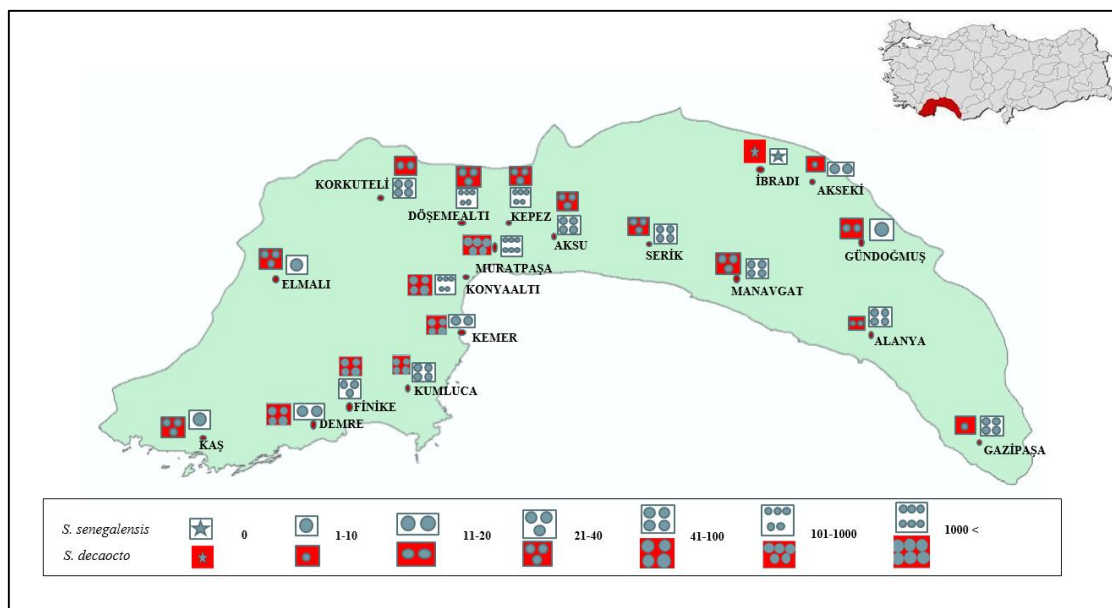 İBRADI
AKSEKİ
KORKUTELİ
DÖŞEMEALTI
KEPEZ
AKSU
SERİK
GÜNDOĞMUŞ
MURATPAŞA
ELMALI
KONYAALTI
MANAVGAT
KEMER
ALANYA
KUMLUCA
FİNİKE
DEMRE
KAŞ
GAZİPAŞA
S. senegalensis 0 1-10 11-20 21-40 41-100 101-1000 1000 <
S. decaocto